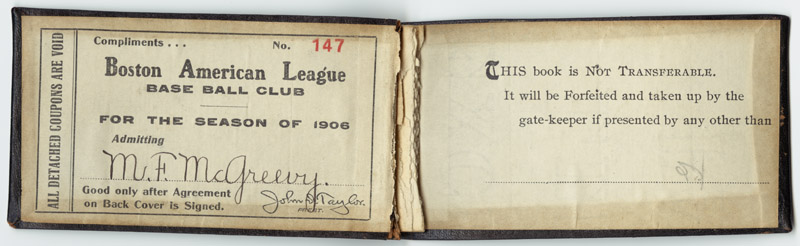 ALL DETACHED COUPONS ARE VOID
Compliments . . . No. 147
Boston American League
BASE BALL CLUB
FOR THE SEASON OF 1906
Admitting
M. F. McGreevy.
Good only after Agreement
on Back Cover is Signed.
John I. Taylor.
PREST.
THIS book is NOT TRANSFERABLE.
It will be Forfeited and taken up by the
gate-keeper if presented by any other than